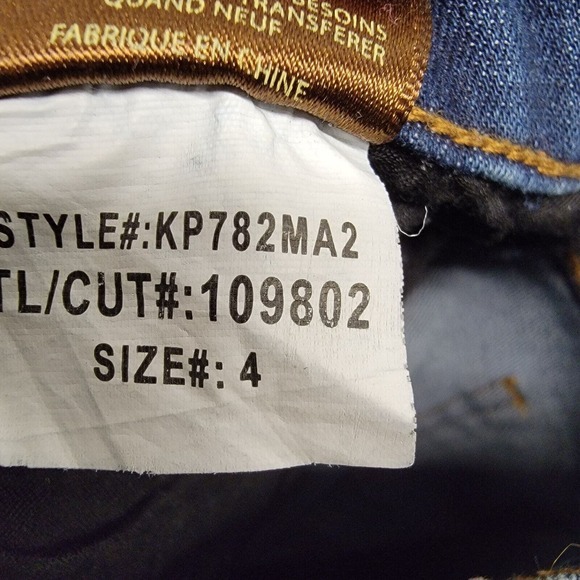 BESOINS
QUAND NEUF
TRANSFERER
FABRIQUE EN CHINE
STYLE#:KP782MA2
TL/CUT#:109802
SIZE#: 4